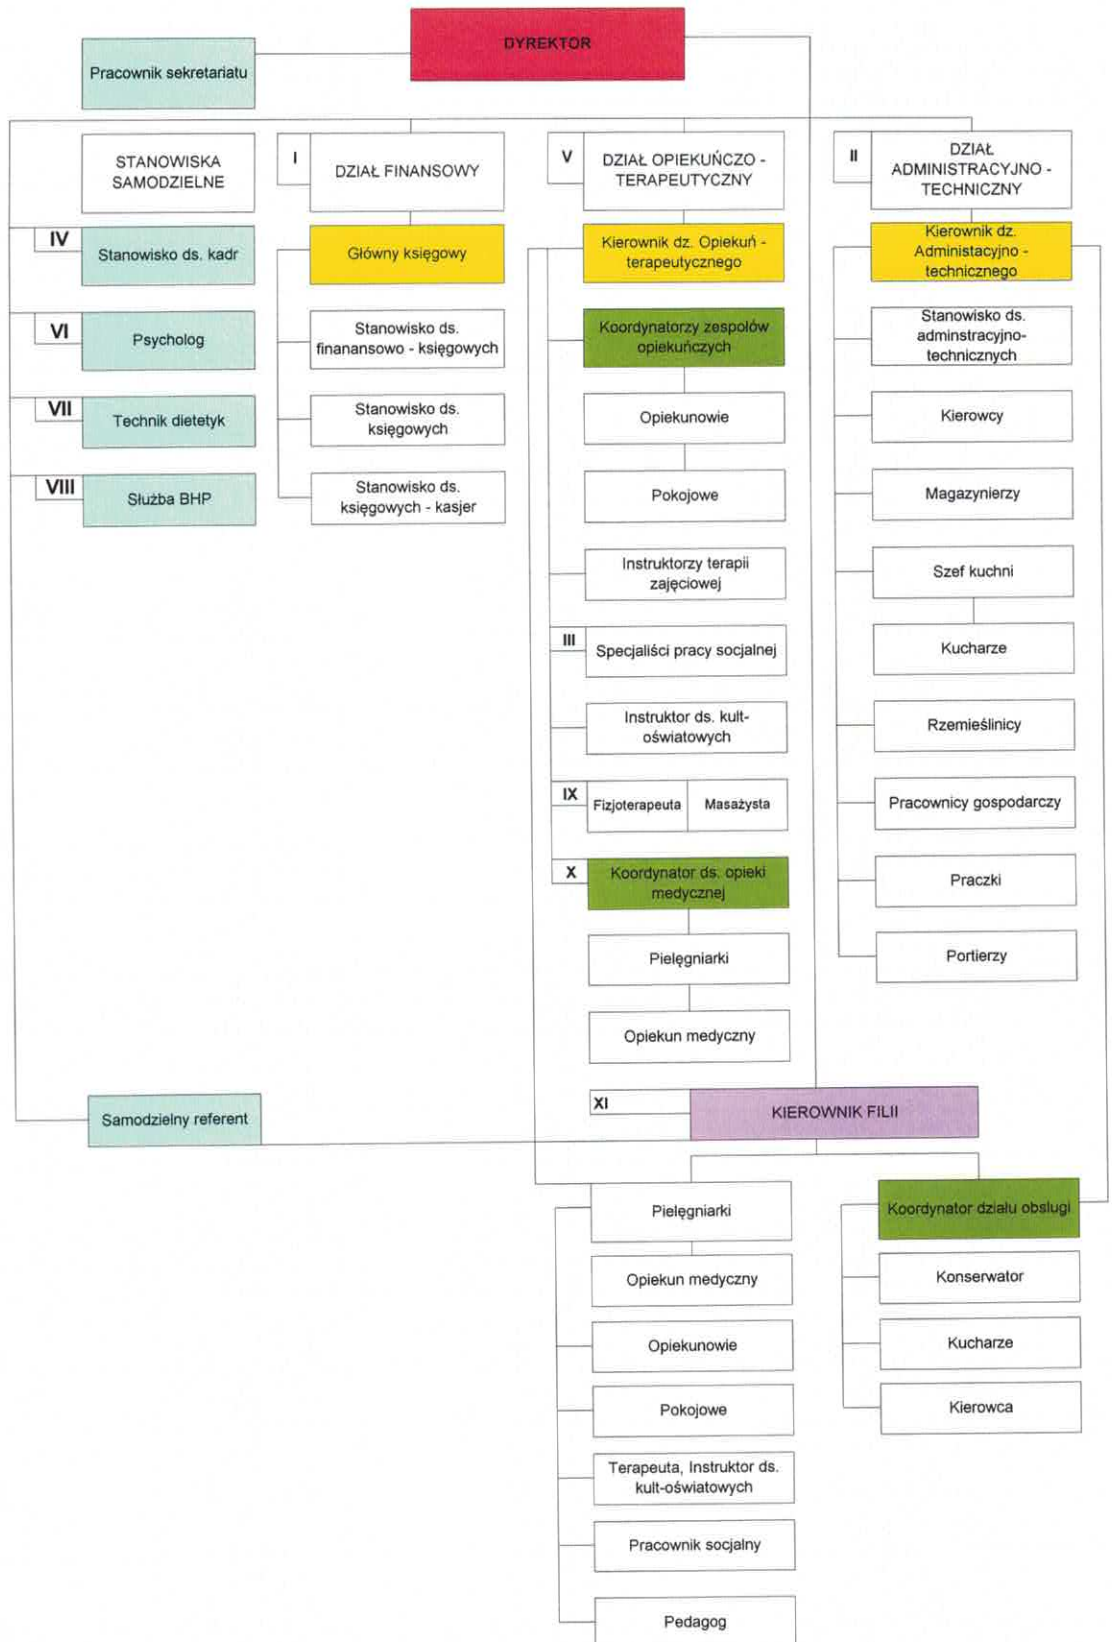 DYREKTOR
Pracownik sekretariatu
STANOWISKA
SAMODZIELNE
IV
Stanowisko ds. kadr
VI
Psycholog
VII
Technik dietetyk
VIII
Służba BHP
I
DZIAŁ FINANSOWY
Główny księgowy
Stanowisko ds.
finanansowo - księgowych
Stanowisko ds.
księgowych
Stanowisko ds.
księgowych - kasjer
V
DZIAŁ OPIEKUŃCZO -
TERAPEUTYCZNY
Kierownik dz. Opiekuń -
terapeutycznego
Koordynatorzy zespołów
opiekuńczych
Opiekunowie
Pokojowe
Instruktorzy terapii
zajęciowej
III
Specjaliści pracy socjalnej
Instruktor ds. kult-
oświatowych
IX
Fizjoterapeuta
Masażysta
X
Koordynator ds. opieki
medycznej
Pielęgniarki
Opiekun medyczny
II
DZIAŁ
ADMINISTRACYJNO -
TECHNICZNY
Kierownik dz.
Administacyjno -
technicznego
Stanowisko ds.
adminstracyjno-
technicznych
Kierowcy
Magazynierzy
Szef kuchni
Kucharze
Rzemieślinicy
Pracownicy gospodarczy
Praczki
Portierzy
Samodzielny referent
XI
KIEROWNIK FILII
Pielęgniarki
Opiekun medyczny
Opiekunowie
Pokojowe
Terapeuta, Instruktor ds.
kult-oświatowych
Pracownik socjalny
Pedagog
Koordynator działu obslugi
Konserwator
Kucharze
Kierowca